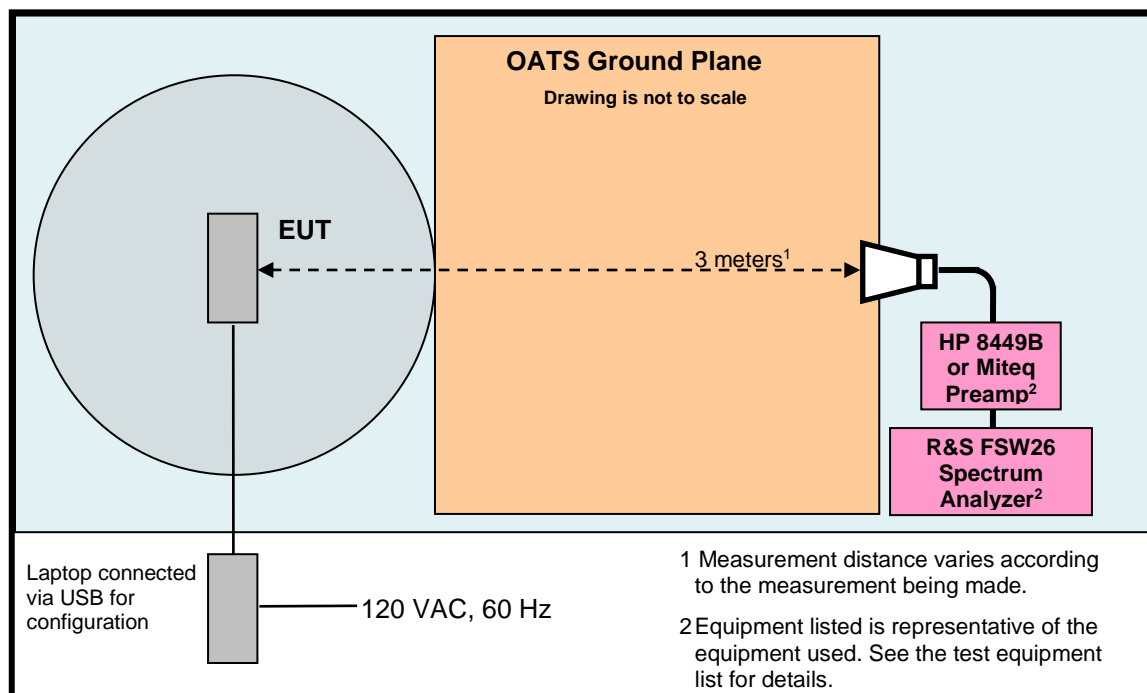 OATS Ground Plane
Drawing is not to scale
EUT
3 meters1
HP 8449B
or Miteq
Preamp2
R&S FSW26
Spectrum
Analyzer2
Laptop connected
via USB for
configuration
120 VAC, 60 Hz
1 Measurement distance varies according
to the measurement being made.
2 Equipment listed is representative of the
equipment used. See the test equipment
list for details.